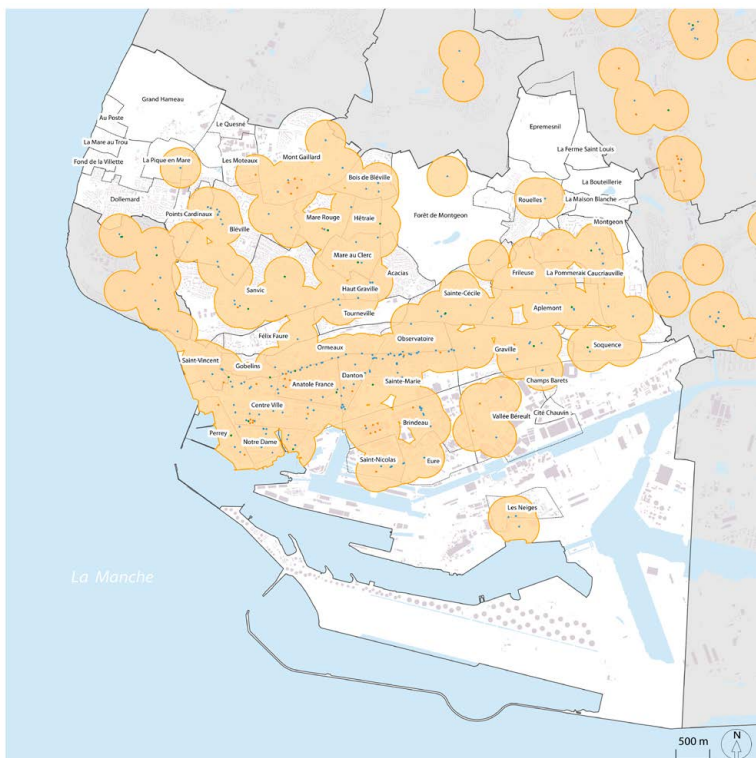 Grand Hameau
Au Poste
Le Quesné
Epremesnil
La Mare au Trou
La Ferme Saint Louis
Fond de la Villette
La Pique en Mare
Les Moteaux
Mont Gaillard
Bois de Bléville
La Bouteillerie
Dollemard
Rouelles
La Maison Blanche
Points Cardinaux
Mare Rouge
Hêtraie
Forêt de Montgeon
Montgeon
Bléville
Mare au Clerc
Acacias
Frileuse
La Pommeraie
Caucriauville
Sanvic
Haut Graville
Sainte-Cécile
Tourneville
Aplemont
Félix Faure
Observatoire
Ormeaux
Graville
Soquence
Saint-Vincent
Gobelins
Danton
Anatole France
Sainte-Marie
Champs Barets
Centre Ville
Vallée Béreult
Cité Chauvin
Brindeau
Perrey
Notre Dame
Saint-Nicolas
Eure
Les Neiges
La Manche
500 m
N